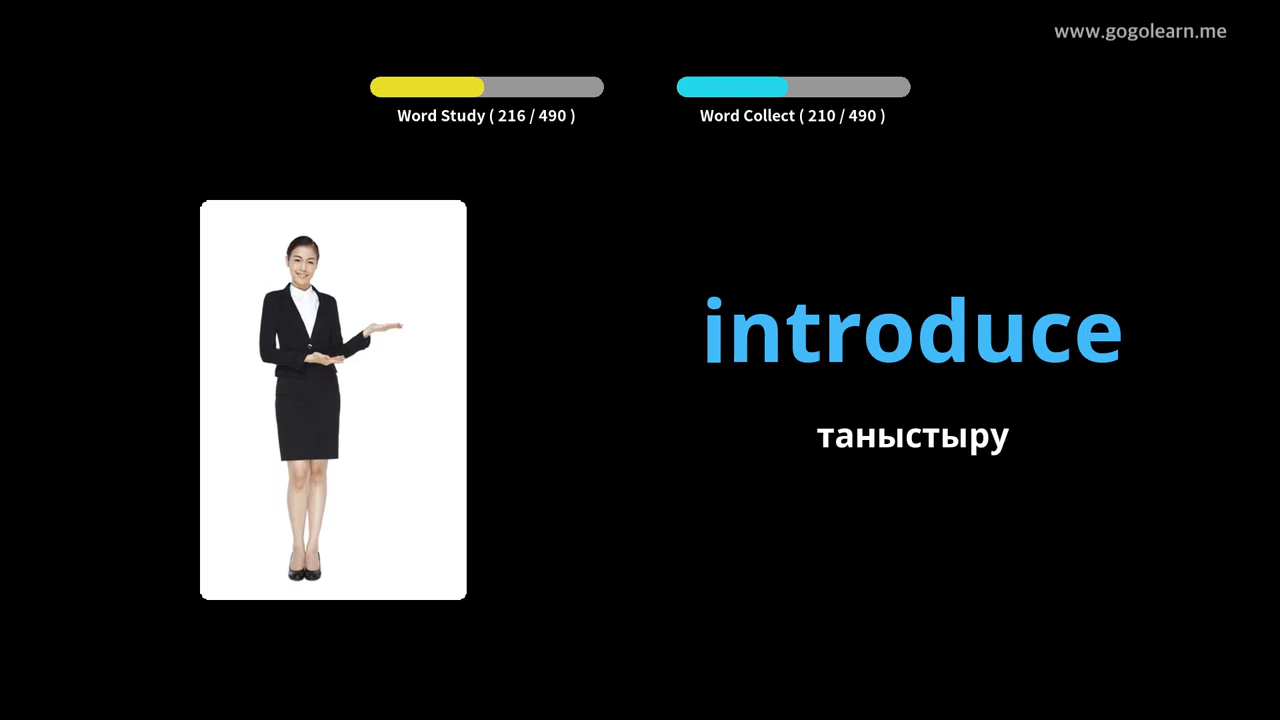 www.gogolearn.me
Word Study ( 216 / 490 )
Word Collect ( 210 / 490 )
introduce
таныстыру